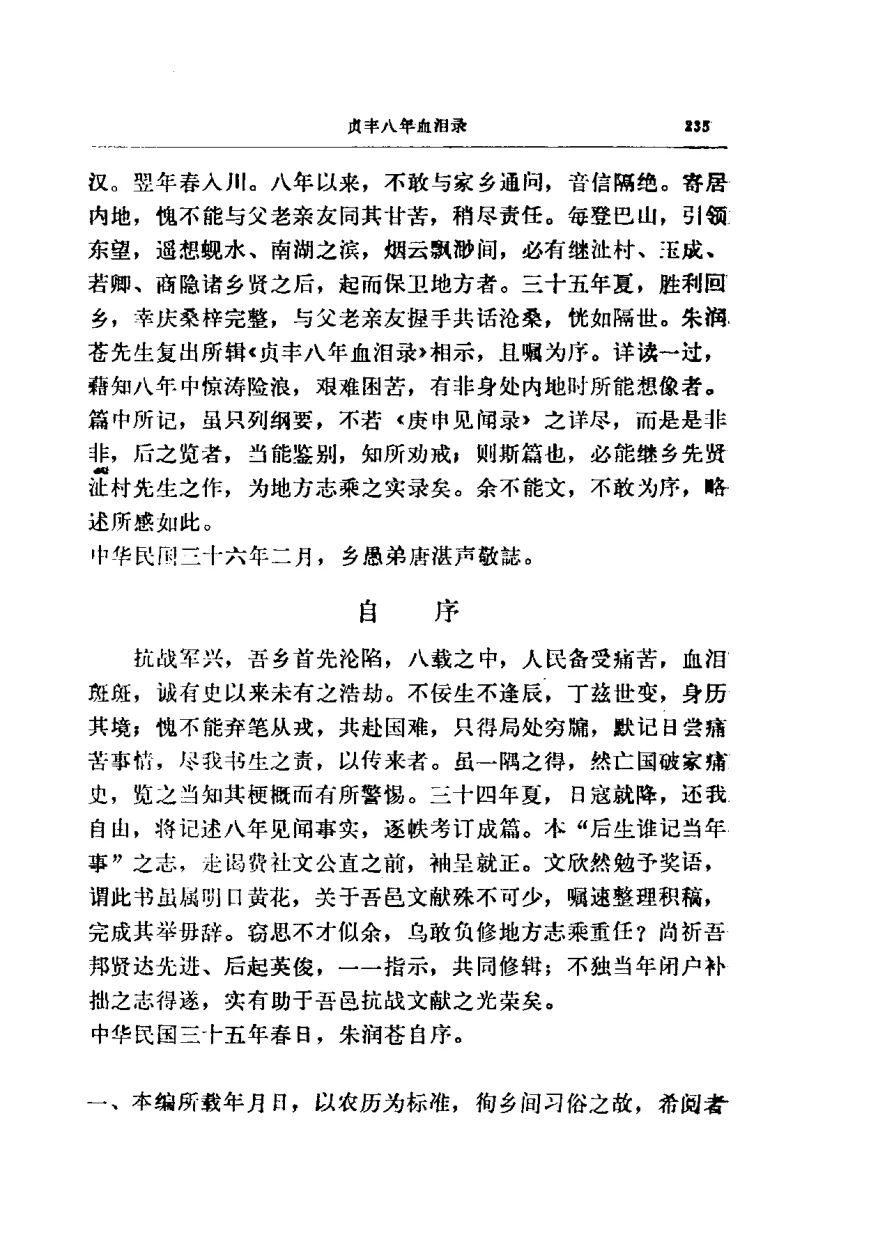 贞丰八年血泪录 235
汉。翌年春入川。八年以来，不敢与家乡通问，音信隔绝。寄居
内地，愧不能与父老亲友同其甘苦，稍尽责任。每登巴山，引领
东望，遥想蚬水、南湖之滨，烟云飘渺间，必有继沚村、玉成、
若卿、商隐诸乡贤之后，起而保卫地方者。三十五年夏，胜利回
乡，幸庆桑梓完整，与父老亲友握手共话沧桑，恍如隔世。朱润
苍先生复出所辑《贞丰八年血泪录》相示，且嘱为序。详读一过，
藉知八年中惊涛险浪，艰难困苦，有非身处内地时所能想像者。
篇中所记，虽只列纲要，不若《庚申见闻录》之详尽，而是是非
非，后之览者，当能鉴别，知所劝戒；则斯篇也，必能继乡先贤
沚村先生之作，为地方志乘之实录矣。余不能文，不敢为序，略
述所感如此。
中华民国三十六年二月，乡愚弟唐湛声敬誌。
自 序
抗战军兴，吾乡首先沦陷，八载之中，人民备受痛苦，血泪
斑斑，诚有史以来未有之浩劫。不佞生不逢辰，丁兹世变，身历
其境；愧不能弃笔从戎，共赴国难，只得局处穷牖，默记日尝痛
苦事情，尽我书生之责，以传来者。虽一隅之得，然亡国破家痛
史，览之当知其梗概而有所警惕。三十四年夏，日寇就降，还我
自由，将记述八年见闻事实，逐帙考订成篇。本“后生谁记当年
事”之志，走谒费社文公直之前，袖呈就正。文欣然勉予奖语，
谓此书虽属明日黄花，关于吾邑文献殊不可少，嘱速整理积稿，
完成其举毋辞。窃思不才似余，乌敢负修地方志乘重任？尚祈吾
邦贤达先进、后起英俊，一一指示，共同修辑；不独当年闭户补
拙之志得遂，实有助于吾邑抗战文献之光荣矣。
中华民国三十五年春日，朱润苍自序。
一、本编所载年月日，以农历为标准，徇乡间习俗之故，希阅者